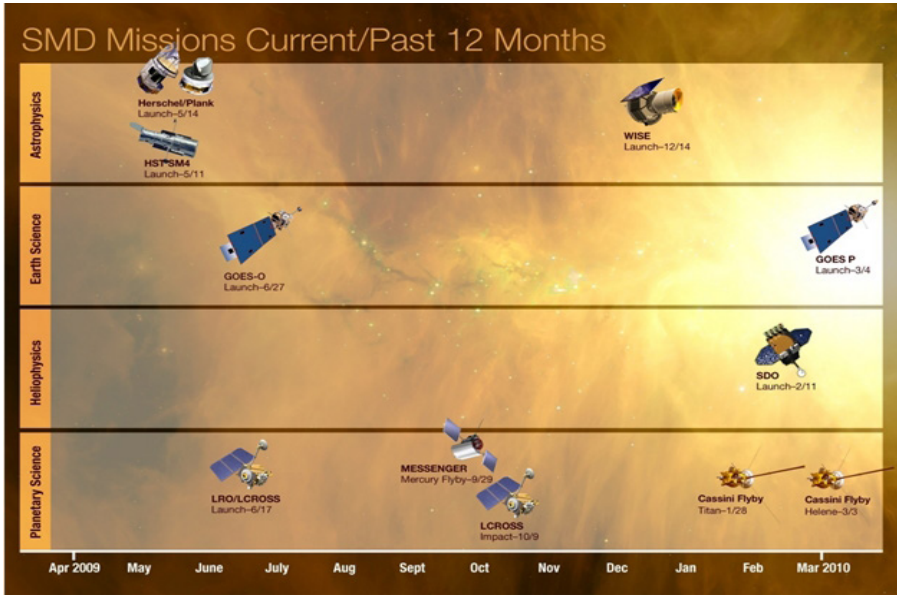 SMD Missions Current/Past 12 Months
Astrophysics
Herschel/Plank
Launch–5/14
HST SM4
Launch–5/11
WISE
Launch–12/14
Earth Science
GOES-O
Launch–6/27
GOES P
Launch–3/4
Heliophysics
SDO
Launch–2/11
Planetary Science
LRO/LCROSS
Launch–6/17
MESSENGER
Mercury Flyby–9/29
LCROSS
Impact–10/9
Cassini Flyby
Titan–1/28
Cassini Flyby
Helene–3/3
Apr 2009 May June July Aug Sept Oct Nov Dec Jan Feb Mar 2010